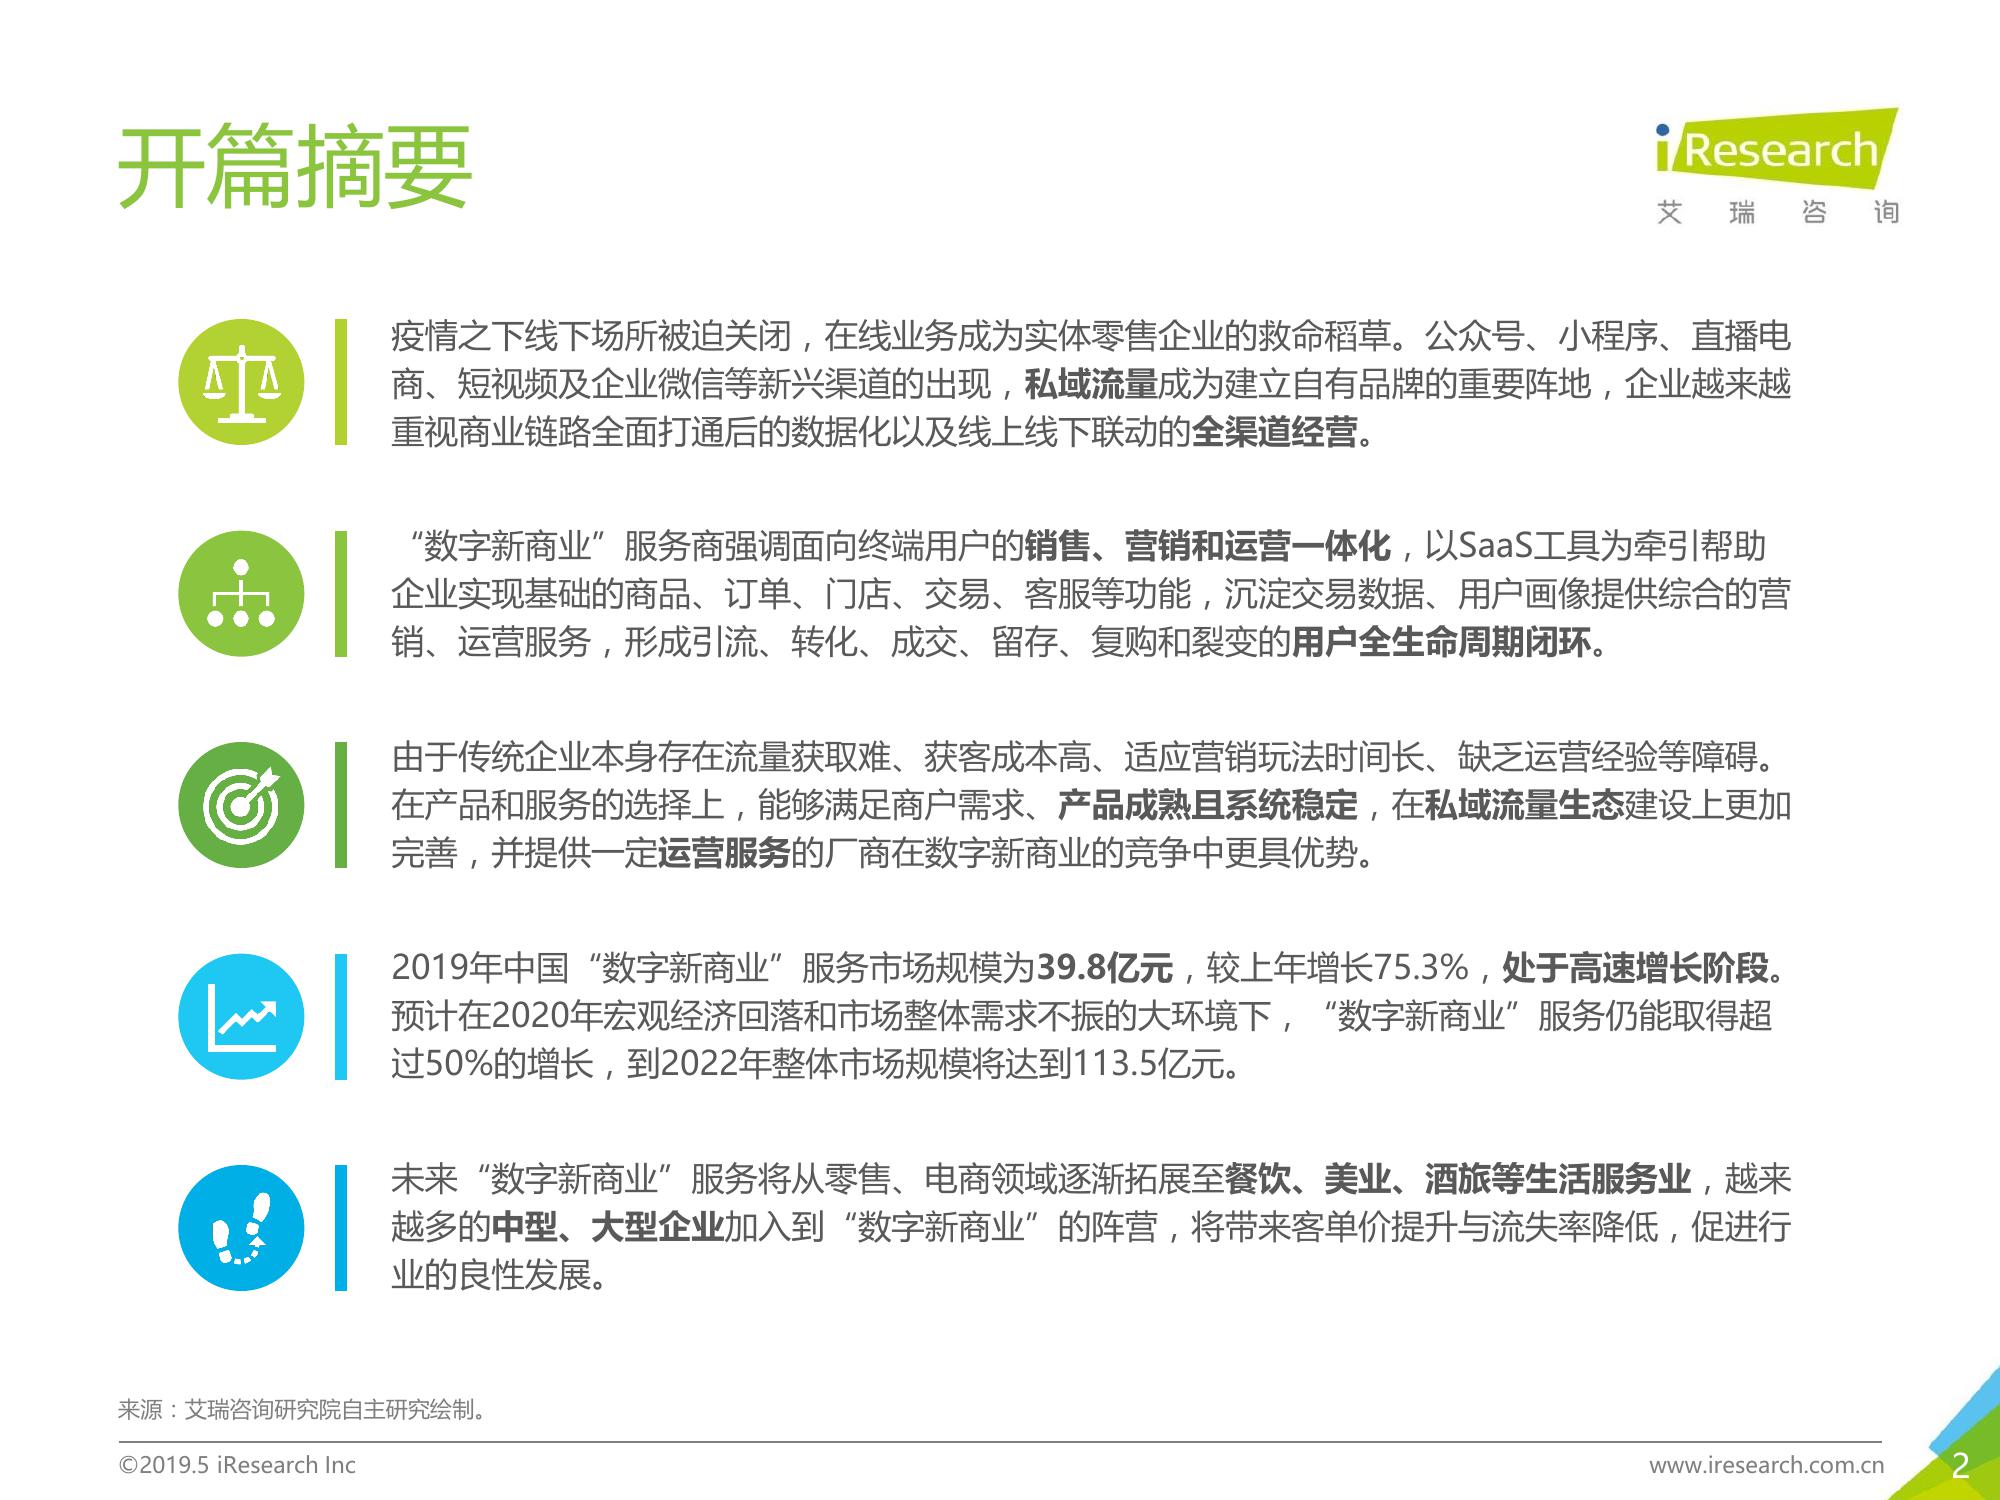 开篇摘要
iResearch
艾瑞咨询
疫情之下线下场所被迫关闭，在线业务成为实体零售企业的救命稻草。公众号、小程序、直播电
商、短视频及企业微信等新兴渠道的出现，私域流量成为建立自有品牌的重要阵地，企业越来越
重视商业链路全面打通后的数据化以及线上线下联动的全渠道经营。
“数字新商业”服务商强调面向终端用户的销售、营销和运营一体化，以SaaS工具为牵引帮助
企业实现基础的商品、订单、门店、交易、客服等功能，沉淀交易数据、用户画像提供综合的营
销、运营服务，形成引流、转化、成交、留存、复购和裂变的用户全生命周期闭环。
由于传统企业本身存在流量获取难、获客成本高、适应营销玩法时间长、缺乏运营经验等障碍。
在产品和服务的选择上，能够满足商户需求、产品成熟且系统稳定，在私域流量生态建设上更加
完善，并提供一定运营服务的厂商在数字新商业的竞争中更具优势。
2019年中国“数字新商业”服务市场规模为39.8亿元，较上年增长75.3%，处于高速增长阶段。
预计在2020年宏观经济回落和市场整体需求不振的大环境下，“数字新商业”服务仍能取得超
过50%的增长，到2022年整体市场规模将达到113.5亿元。
未来“数字新商业”服务将从零售、电商领域逐渐拓展至餐饮、美业、酒旅等生活服务业，越来
越多的中型、大型企业加入到“数字新商业”的阵营，将带来客单价提升与流失率降低，促进行
业的良性发展。
来源：艾瑞咨询研究院自主研究绘制。
©2019.5 iResearch Inc
www.iresearch.com.cn
2